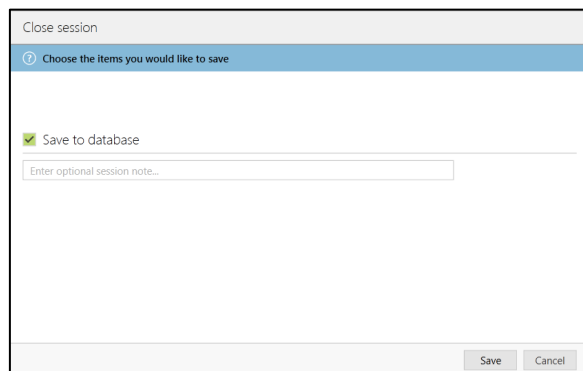 Close session
? Choose the items you would like to save
Save to database
Enter optional session note...
Save Cancel